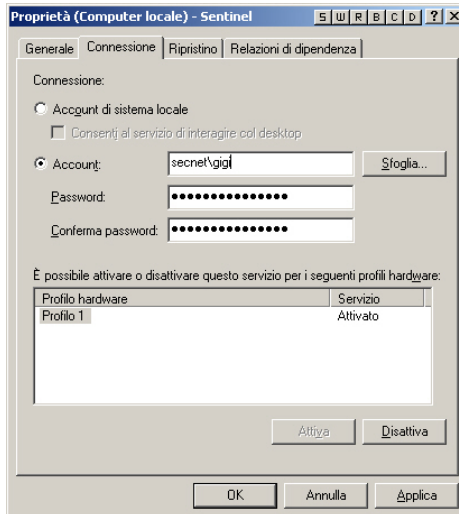 Proprietà (Computer locale) - Sentinel S W R B C D ? X
Generale Connessione Ripristino Relazioni di dipendenza
Connessione:
Account di sistema locale
Consenti al servizio di interagire col desktop
Account: secnet\gigi Sfoglia...
Password: ●●●●●●●●●●●●●●●
Conferma password: ●●●●●●●●●●●●●●●
È possibile attivare o disattivare questo servizio per i seguenti profili hardware:
Profilo hardware Servizio
Profilo 1 Attivato
Attiva Disattiva
OK Annulla Applica